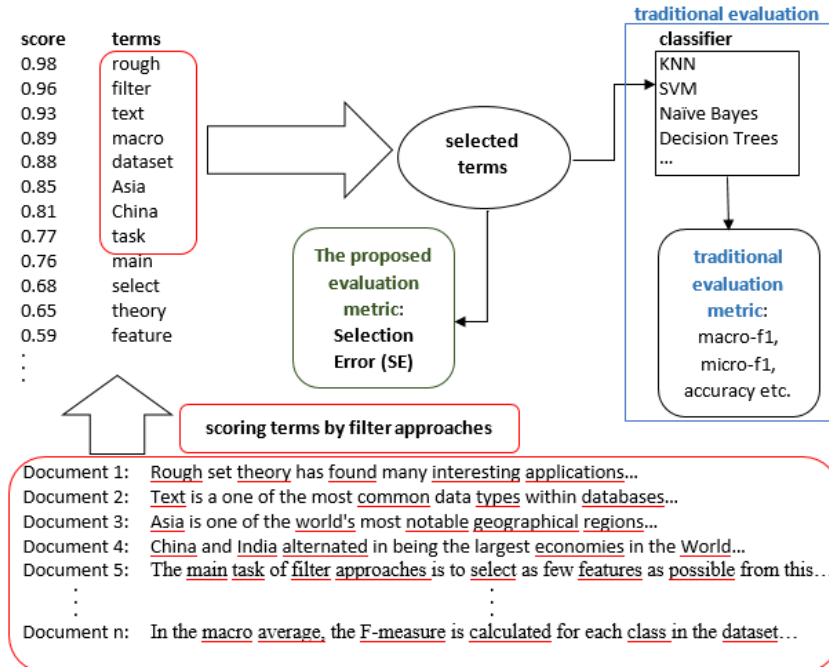 traditional evaluation
score terms
0.98 rough
0.96 filter
0.93 text
0.89 macro
0.88 dataset
0.85 Asia
0.81 China
0.77 task
0.76 main
0.68 select
0.65 theory
0.59 feature
selected
terms
classifier
KNN
SVM
Naïve Bayes
Decision Trees
...
The proposed
evaluation
metric:
Selection
Error (SE)
traditional
evaluation
metric:
macro-f1,
micro-f1,
accuracy etc.
scoring terms by filter approaches
Document 1: Rough set theory has found many interesting applications...
Document 2: Text is a one of the most common data types within databases...
Document 3: Asia is one of the world's most notable geographical regions...
Document 4: China and India alternated in being the largest economies in the World...
Document 5: The main task of filter approaches is to select as few features as possible from this...
Document n: In the macro average, the F-measure is calculated for each class in the dataset...